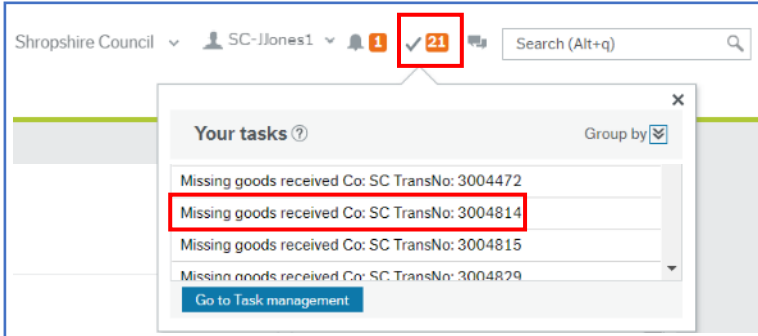 Shropshire Council SC-JJones1 1 21 Search (Alt+q)
Your tasks ? Group by
Missing goods received Co: SC TransNo: 3004472
Missing goods received Co: SC TransNo: 3004814
Missing goods received Co: SC TransNo: 3004815
Missing goods received Co: SC TransNo: 3004829
Go to Task management